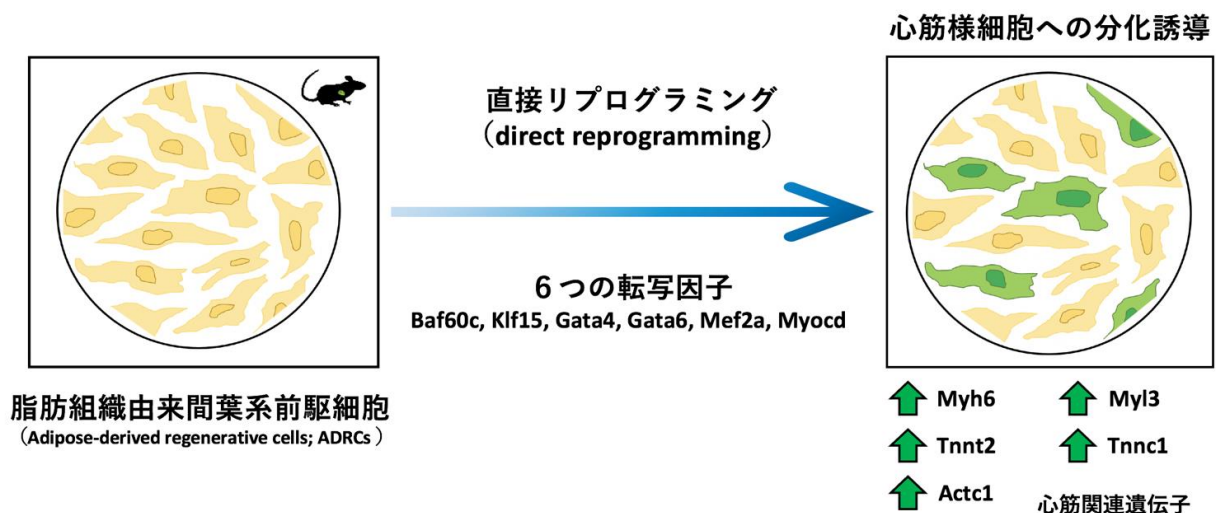 心筋様細胞への分化誘導
直接リプログラミング
（direct reprogramming）
6つの転写因子
Baf60c, Klf15, Gata4, Gata6, Mef2a, Myocd
脂肪組織由来間葉系前駆細胞
（Adipose-derived regenerative cells; ADRCs）
Myh6 Myl3
Tnnt2 Tnnc1
Actc1
心筋関連遺伝子